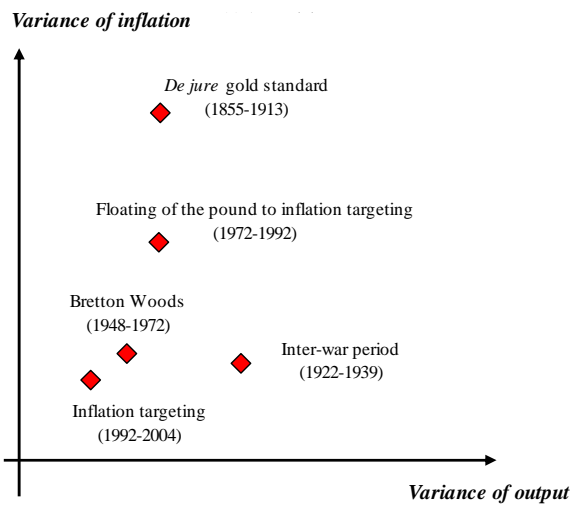 Variance of inflation
De jure gold standard
(1855-1913)
Floating of the pound to inflation targeting
(1972-1992)
Bretton Woods
(1948-1972)
Inter-war period
(1922-1939)
Inflation targeting
(1992-2004)
Variance of output